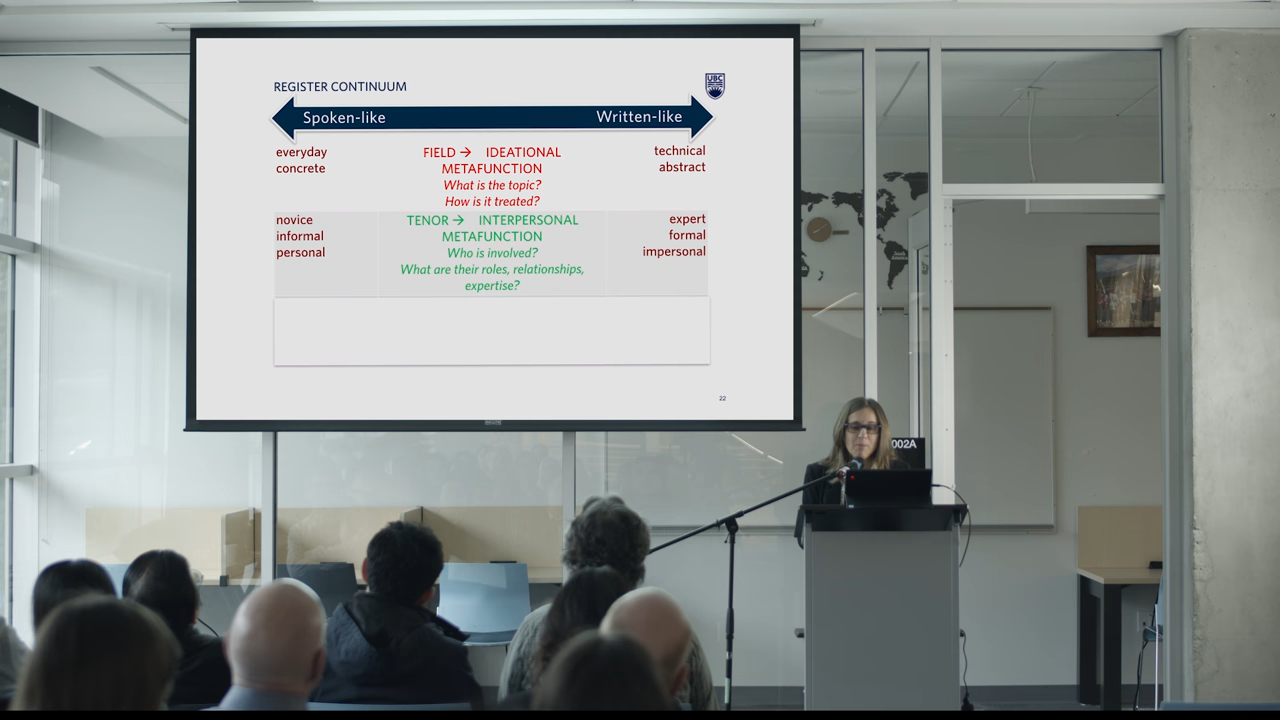 REGISTER CONTINUUM
UBC
Spoken-like Written-like
everyday FIELD → IDEATIONAL technical
concrete METAFUNCTION abstract
What is the topic?
How is it treated?
novice TENOR → INTERPERSONAL expert
informal METAFUNCTION formal
personal Who is involved? impersonal
What are their roles, relationships,
expertise?
22
South America
002A